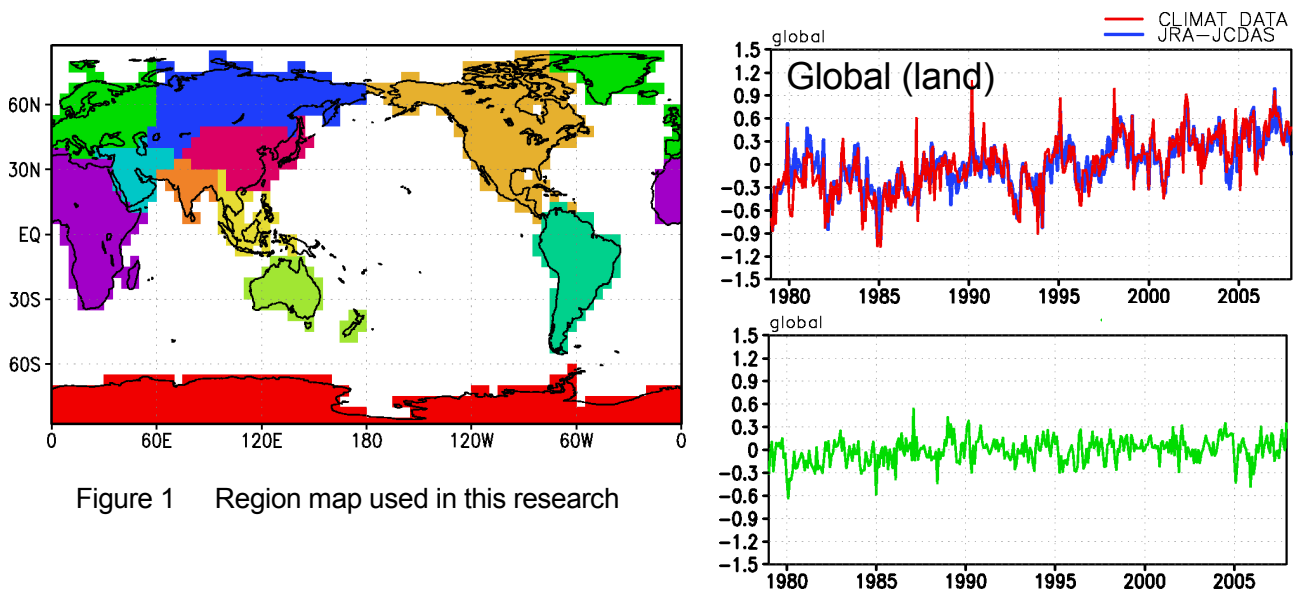 60N
30N
EQ
30S
60S
0 60E 120E 180 120W 60W 0
Figure 1 Region map used in this research
CLIMAT DATA
JRA-JCDAS
global
Global (land)
1.5
1.2
0.9
0.6
0.3
0
-0.3
-0.6
-0.9
-1.2
-1.5
1980 1985 1990 1995 2000 2005
global
1.5
1.2
0.9
0.6
0.3
0
-0.3
-0.6
-0.9
-1.2
-1.5
1980 1985 1990 1995 2000 2005